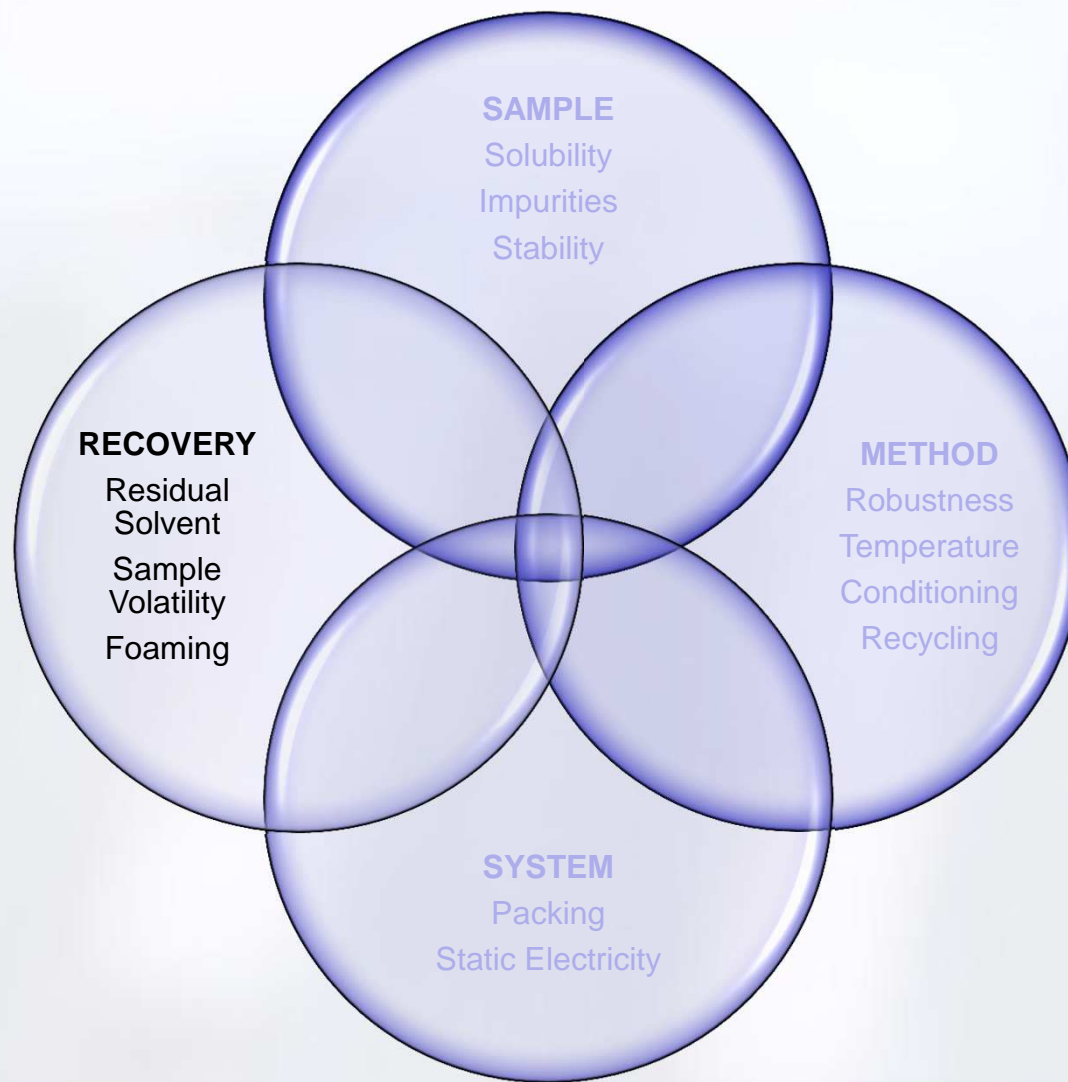 SAMPLE
Solubility
Impurities
Stability
RECOVERY
Residual
Solvent
Sample
Volatility
Foaming
METHOD
Robustness
Temperature
Conditioning
Recycling
SYSTEM
Packing
Static Electricity